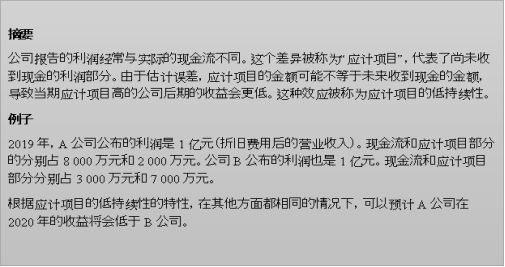 摘要
公司报告的利润经常与实际的现金流不同。这个差异被称为“应计项目”，代表了尚未收
到现金的利润部分。由于估计误差，应计项目的金额可能不等于未来收到现金的金额，
导致当期应计项目高的公司后期的收益会更低。这种效应被称为应计项目的低持续性。
例子
2019 年，A 公司公布的利润是 1 亿元(折旧费用后的营业收入)。现金流和应计项目部分
的分别占 8 000 万元和 2 000 万元。公司 B 公布的利润也是 1 亿元。现金流和应计项目
部分分别占 3 000 万元和 7 000 万元。
根据应计项目的低持续性的特性，在其他方面都相同的情况下，可以预计 A 公司在
2020 年的收益将会低于 B 公司。